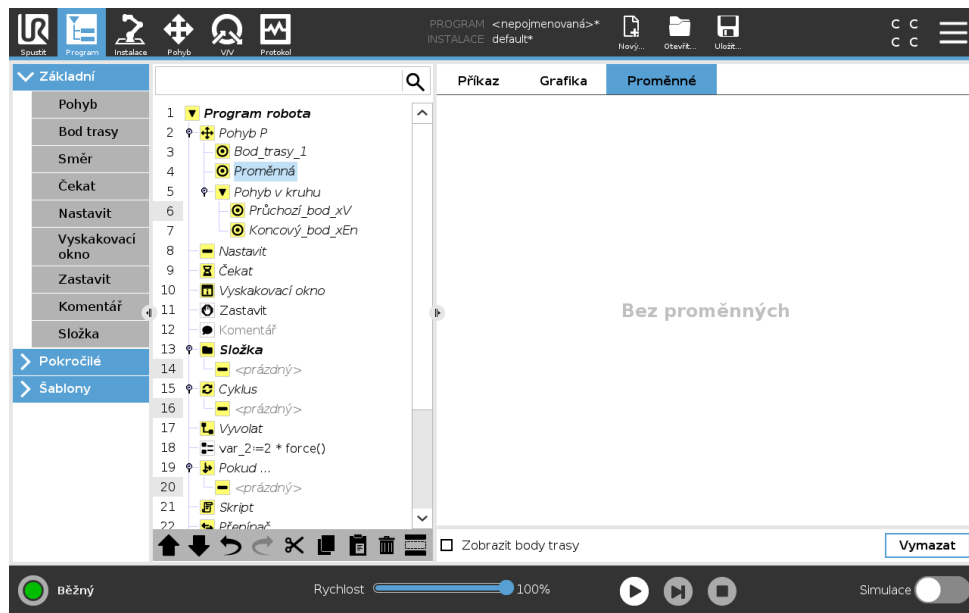 PROGRAM <nepojmenovaná>*
INSTALACE default*
Spustit
Program
Instalace
Pohyb
V/V
Protokol
Nový...
Otevřít...
Uložit...
C C
C C
Základní
Pohyb
Bod trasy
Směr
Čekat
Nastavit
Vyskakovací
okno
Zastavit
Komentář
Složka
Pokročilé
Šablony
1 Program robota
2 Pohyb P
3 Bod_trasy_1
4 Proměnná
5 Pohyb v kruhu
6 Průchozí_bod_xV
7 Koncový_bod_xEn
8 Nastavit
9 Čekat
10 Vyskakovací okno
11 Zastavit
12 Komentář
13 Složka
14 <prázdný>
15 Cyklus
16 <prázdný>
17 Vyvolat
18 var_2:=2 * force()
19 Pokud ...
20 <prázdný>
21 Skript
22 Přepínač
Příkaz
Grafika
Proměnné
Bez proměnných
Zobrazit body trasy
Vymazat
Běžný
Rychlost
100%
Simulace